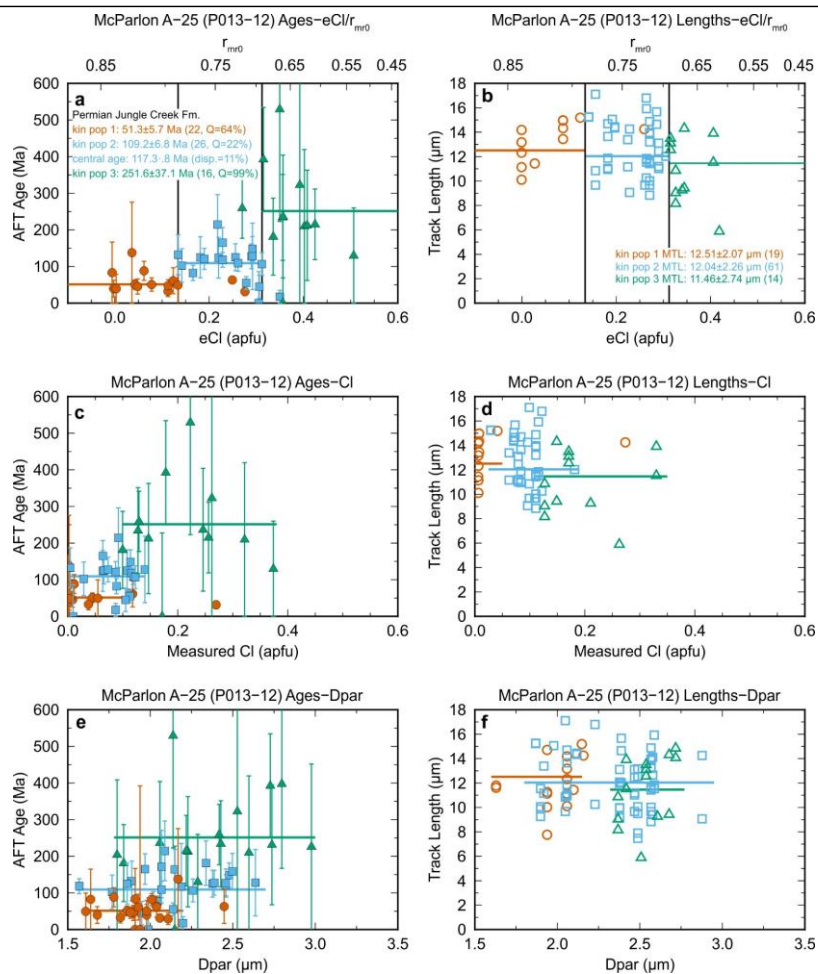 McParlon A−25 (P013−12) Ages−eCl/rmr0
rmr0
0.85 0.75 0.65 0.55 0.45
a
Permian Jungle Creek Fm.
kin pop 1: 51.3±5.7 Ma (22, Q=64%)
kin pop 2: 109.2±6.8 Ma (26, Q=22%)
central age: 117.3·.8 Ma (disp.=11%)
kin pop 3: 251.6±37.1 Ma (16, Q=99%)
AFT Age (Ma)
600
500
400
300
200
100
0
0.0 0.2 0.4 0.6
eCl (apfu)
McParlon A−25 (P013−12) Lengths−eCl/rmr0
rmr0
0.85 0.75 0.65 0.55 0.45
b
Track Length (µm)
18
16
14
12
10
8
6
4
2
0
kin pop 1 MTL: 12.51±2.07 µm (19)
kin pop 2 MTL: 12.04±2.26 µm (61)
kin pop 3 MTL: 11.46±2.74 µm (14)
0.0 0.2 0.4 0.6
eCl (apfu)
McParlon A−25 (P013−12) Ages−Cl
c
AFT Age (Ma)
600
500
400
300
200
100
0
0.0 0.2 0.4 0.6
Measured Cl (apfu)
McParlon A−25 (P013−12) Lengths−Cl
d
Track Length (µm)
18
16
14
12
10
8
6
4
2
0
0.0 0.2 0.4 0.6
Measured Cl (apfu)
McParlon A−25 (P013−12) Ages−Dpar
e
AFT Age (Ma)
600
500
400
300
200
100
0
1.5 2.0 2.5 3.0 3.5
Dpar (µm)
McParlon A−25 (P013−12) Lengths−Dpar
f
Track Length (µm)
18
16
14
12
10
8
6
4
2
0
1.5 2.0 2.5 3.0 3.5
Dpar (µm)